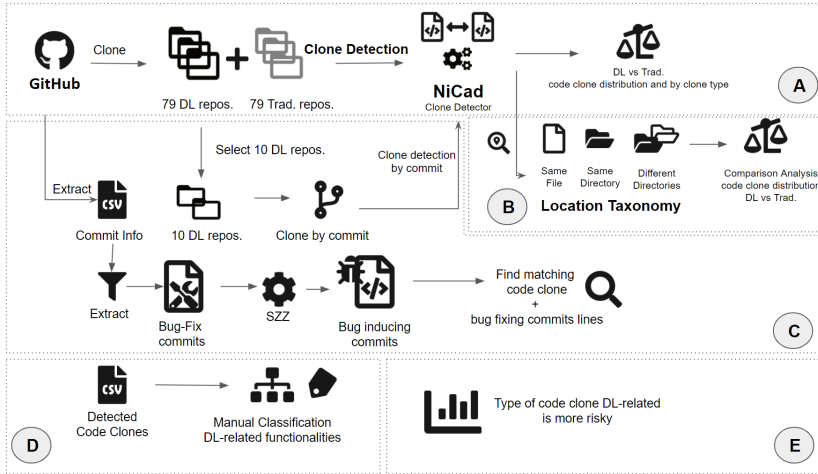 Clone
GitHub
79 DL repos.
79 Trad. repos.
Clone Detection
NiCad
Clone Detector
DL vs Trad.
code clone distribution and by clone type
A
Select 10 DL repos.
Clone detection
by commit
Same
File
Same
Directory
Different
Directories
Comparison Analysis
code clone distribution
DL vs Trad.
B
Location Taxonomy
Extract
CSV
Commit Info
10 DL repos.
Clone by commit
Extract
Bug-Fix
commits
SZZ
Bug inducing
commits
Find matching
code clone
+
bug fixing commits lines
C
CSV
Detected
Code Clones
Manual Classification
DL-related functionalities
D
Type of code clone DL-related
is more risky
E